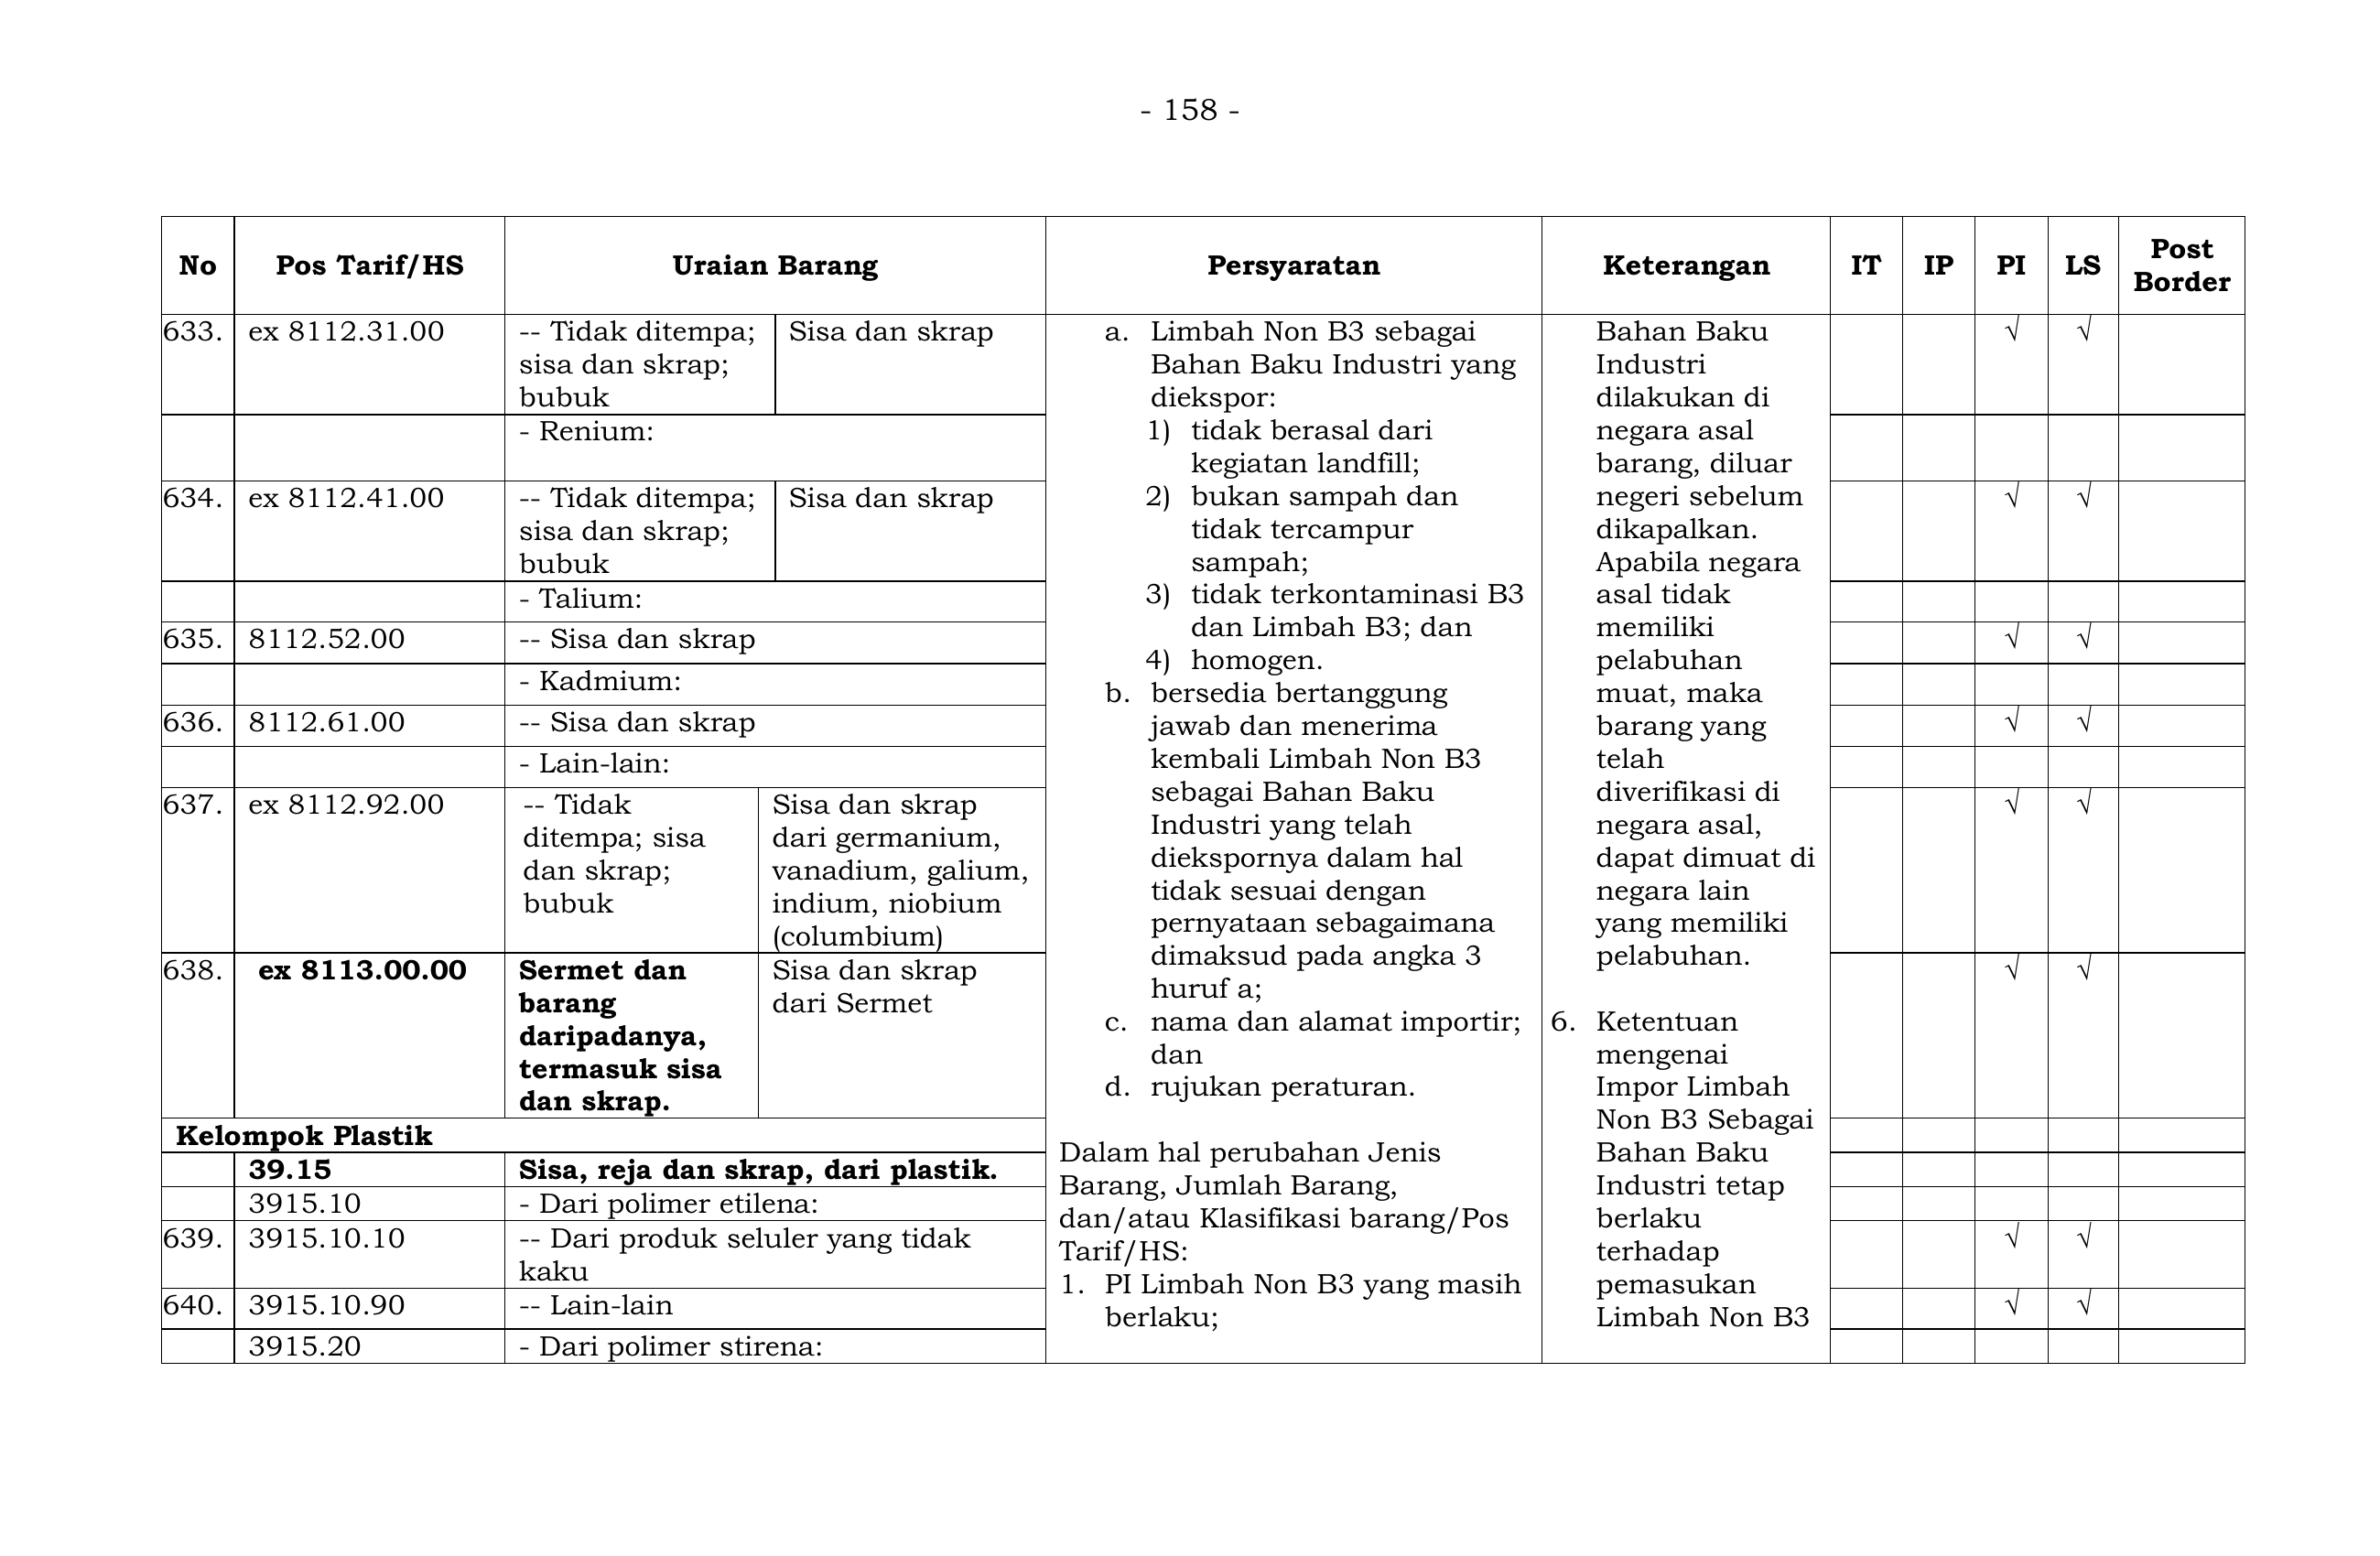 - 158 -
No
Pos Tarif/HS
Uraian Barang
Persyaratan
Keterangan
IT
IP
PI
LS
Post
Border
633.
ex 8112.31.00
-- Tidak ditempa;
sisa dan skrap;
bubuk
Sisa dan skrap
√
√
- Renium:
634.
ex 8112.41.00
-- Tidak ditempa;
sisa dan skrap;
bubuk
Sisa dan skrap
√
√
- Talium:
635.
8112.52.00
-- Sisa dan skrap
√
√
- Kadmium:
636.
8112.61.00
-- Sisa dan skrap
√
√
- Lain-lain:
637.
ex 8112.92.00
-- Tidak
ditempa; sisa
dan skrap;
bubuk
Sisa dan skrap
dari germanium,
vanadium, galium,
indium, niobium
(columbium)
√
√
638.
ex 8113.00.00
Sermet dan
barang
daripadanya,
termasuk sisa
dan skrap.
Sisa dan skrap
dari Sermet
√
√
Kelompok Plastik
39.15
Sisa, reja dan skrap, dari plastik.
3915.10
- Dari polimer etilena:
639.
3915.10.10
-- Dari produk seluler yang tidak
kaku
√
√
640.
3915.10.90
-- Lain-lain
√
√
3915.20
- Dari polimer stirena:
a. Limbah Non B3 sebagai
Bahan Baku Industri yang
diekspor:
1) tidak berasal dari
kegiatan landfill;
2) bukan sampah dan
tidak tercampur
sampah;
3) tidak terkontaminasi B3
dan Limbah B3; dan
4) homogen.
b. bersedia bertanggung
jawab dan menerima
kembali Limbah Non B3
sebagai Bahan Baku
Industri yang telah
diekspornya dalam hal
tidak sesuai dengan
pernyataan sebagaimana
dimaksud pada angka 3
huruf a;
c. nama dan alamat importir;
dan
d. rujukan peraturan.
Dalam hal perubahan Jenis
Barang, Jumlah Barang,
dan/atau Klasifikasi barang/Pos
Tarif/HS:
1. PI Limbah Non B3 yang masih
berlaku;
Bahan Baku
Industri
dilakukan di
negara asal
barang, diluar
negeri sebelum
dikapalkan.
Apabila negara
asal tidak
memiliki
pelabuhan
muat, maka
barang yang
telah
diverifikasi di
negara asal,
dapat dimuat di
negara lain
yang memiliki
pelabuhan.
6. Ketentuan
mengenai
Impor Limbah
Non B3 Sebagai
Bahan Baku
Industri tetap
berlaku
terhadap
pemasukan
Limbah Non B3